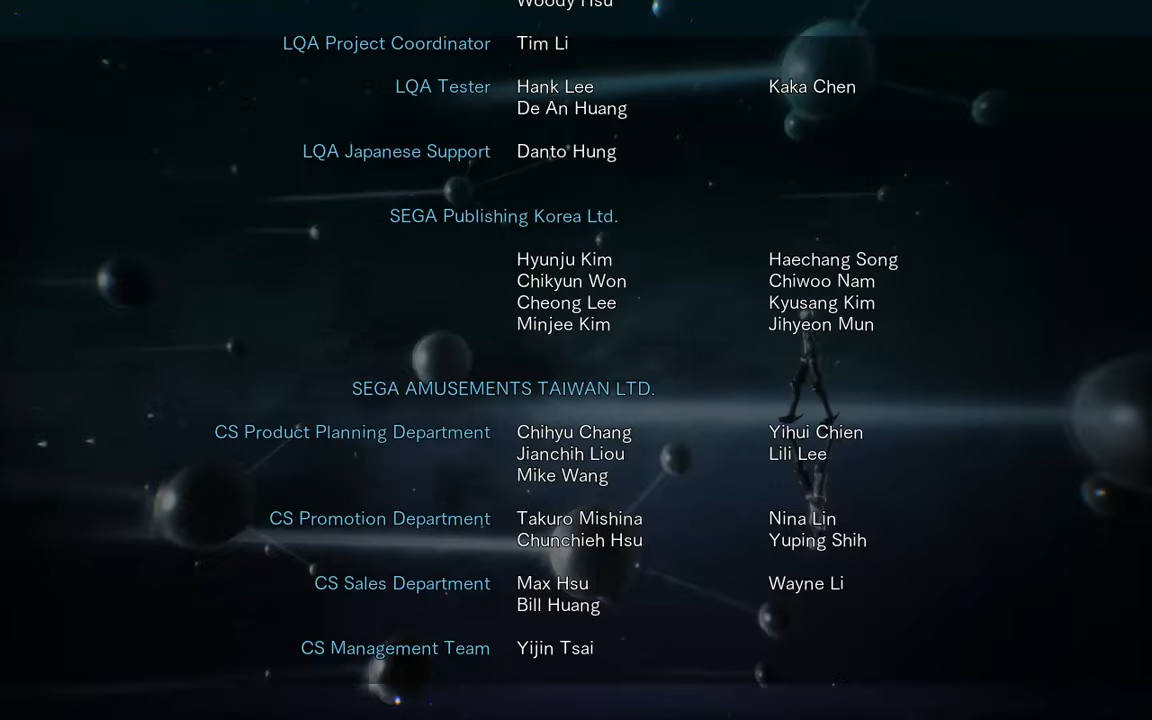 Woody Hsu
LQA Project Coordinator Tim Li
LQA Tester Hank Lee Kaka Chen
De An Huang
LQA Japanese Support Danto Hung
SEGA Publishing Korea Ltd.
Hyunju Kim Haechang Song
Chikyun Won Chiwoo Nam
Cheong Lee Kyusang Kim
Minjee Kim Jihyeon Mun
SEGA AMUSEMENTS TAIWAN LTD.
CS Product Planning Department Chihyu Chang Yihui Chien
Jianchih Liou Lili Lee
Mike Wang
CS Promotion Department Takuro Mishina Nina Lin
Chunchieh Hsu Yuping Shih
CS Sales Department Max Hsu Wayne Li
Bill Huang
CS Management Team Yijin Tsai